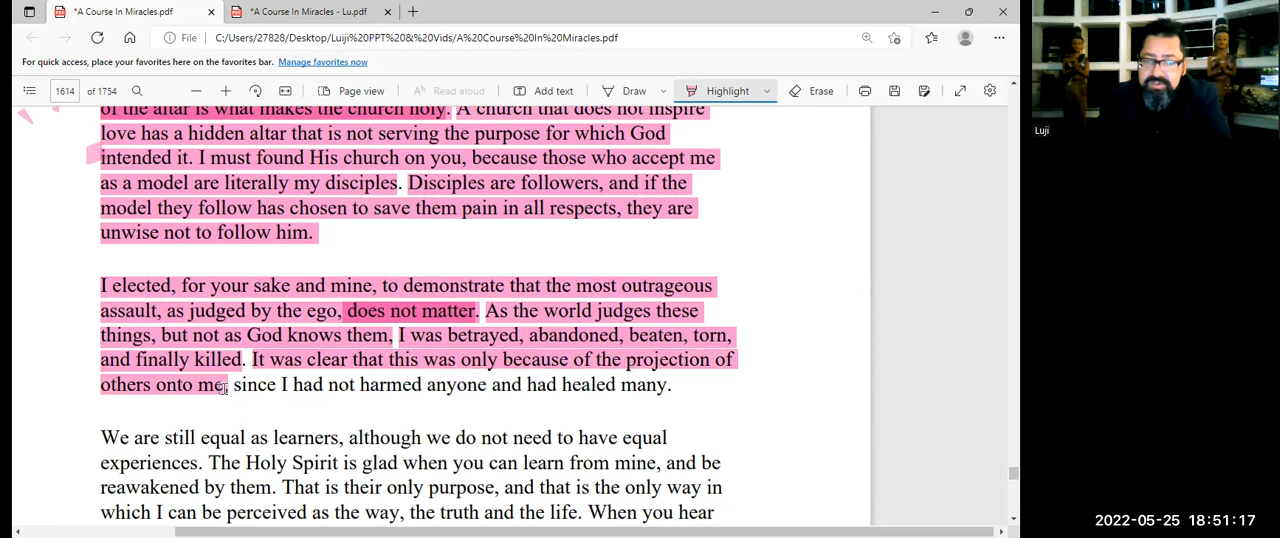 *A Course In Miracles.pdf
*A Course In Miracles - Lu.pdf
File
C:/Users/27828/Desktop/Luiji%20PPT%20&%20Vids/A%20Course%20In%20Miracles.pdf
For quick access, place your favorites here on the favorites bar. Manage favorites now
1614 of 1754
Page view
Read aloud
Add text
Draw
Highlight
Erase
of the altar is what makes the church holy. A church that does not inspire
love has a hidden altar that is not serving the purpose for which God
intended it. I must found His church on you, because those who accept me
as a model are literally my disciples. Disciples are followers, and if the
model they follow has chosen to save them pain in all respects, they are
unwise not to follow him.
I elected, for your sake and mine, to demonstrate that the most outrageous
assault, as judged by the ego, does not matter. As the world judges these
things, but not as God knows them, I was betrayed, abandoned, beaten, torn,
and finally killed. It was clear that this was only because of the projection of
others onto me, since I had not harmed anyone and had healed many.
We are still equal as learners, although we do not need to have equal
experiences. The Holy Spirit is glad when you can learn from mine, and be
reawakened by them. That is their only purpose, and that is the only way in
which I can be perceived as the way, the truth and the life. When you hear
Luji
2022-05-25 18:51:17